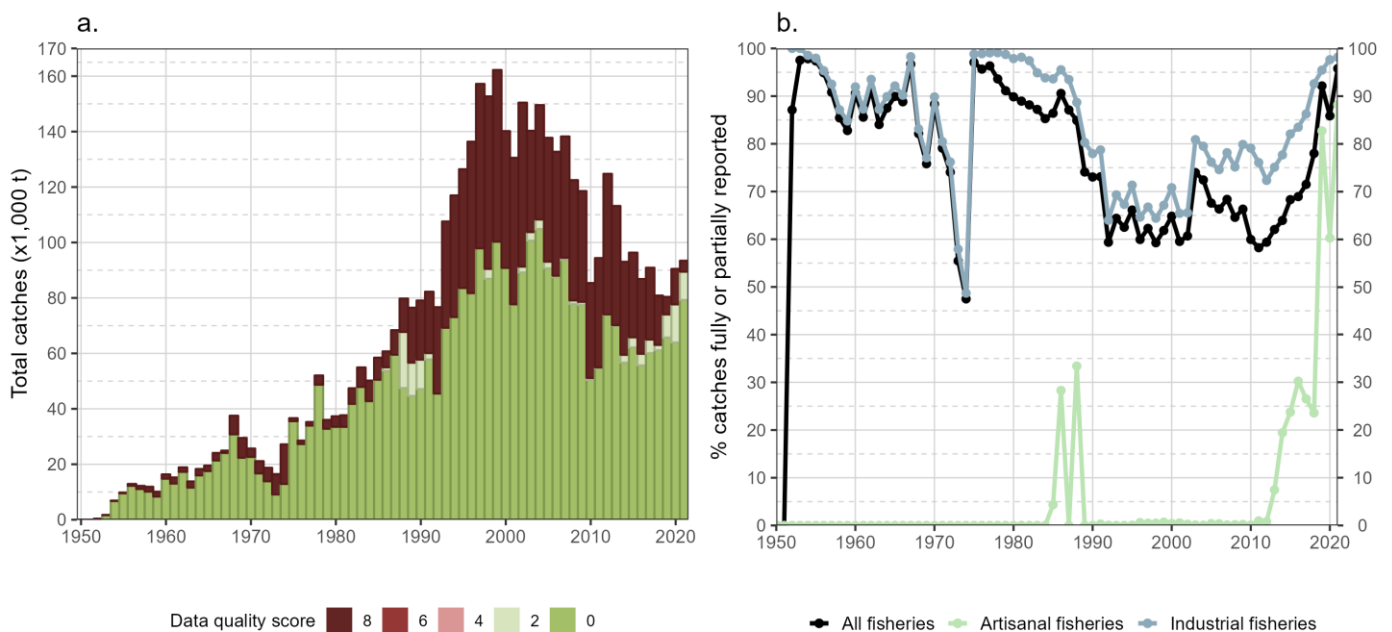 a.
Total catches (x1,000 t)
170
160
140
120
100
80
60
40
20
0
1950 1960 1970 1980 1990 2000 2010 2020
Data quality score 8 6 4 2 0
b.
% catches fully or partially reported
100 100
90 90
80 80
70 70
60 60
50 50
40 40
30 30
20 20
10 10
0 0
1950 1960 1970 1980 1990 2000 2010 2020
All fisheries Artisanal fisheries Industrial fisheries